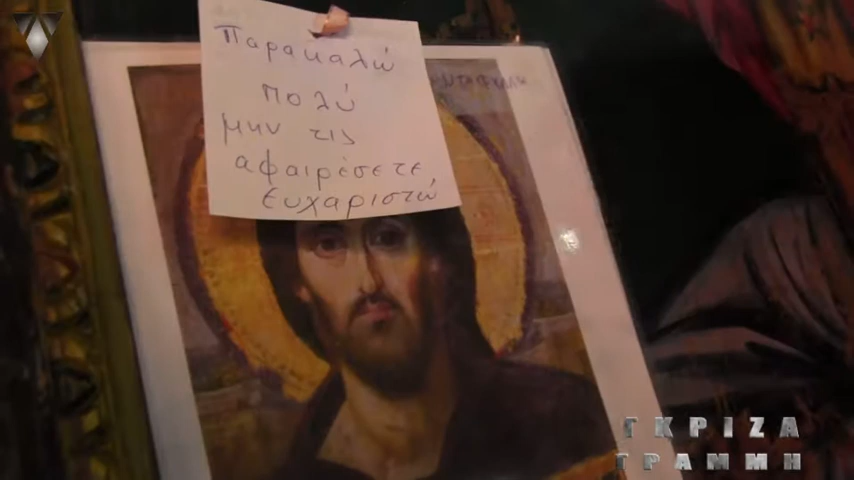 Παρακαλώ
πολύ
μην τις
αφαιρέσετε
Ευχαριστώ
ΓΚΡΙΖΑ
ΓΡΑΜΜΗ